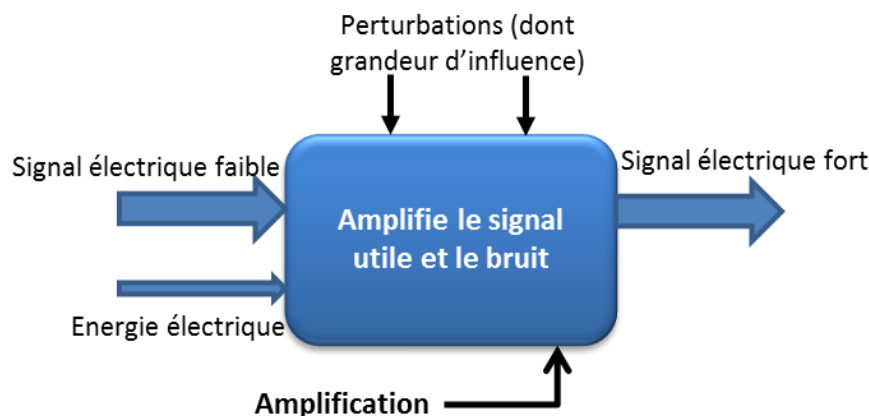 Perturbations (dont
grandeur d’influence)
Signal électrique faible
Signal électrique fort
Amplifie le signal
utile et le bruit
Energie électrique
Amplification